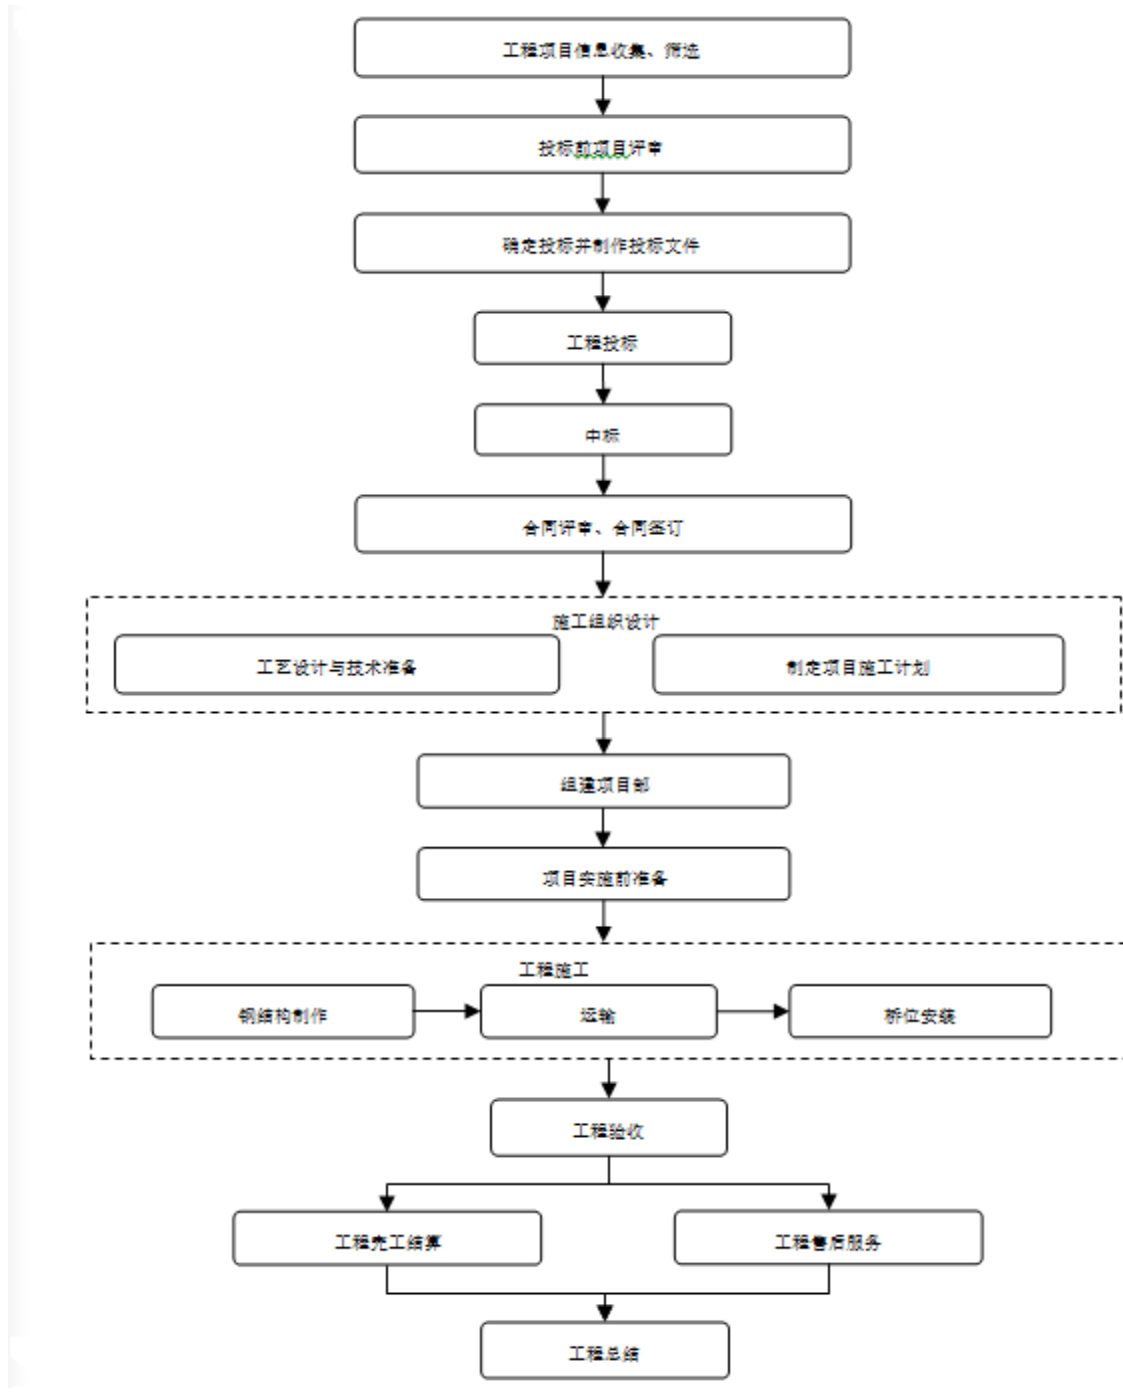 工程项目信息收集、筛选
投标前项目评审
确定投标并制作投标文件
工程投标
中标
合同评审、合同签订
施工组织设计
工艺设计与技术准备
制定项目施工计划
组建项目部
项目实施前准备
工程施工
钢结构制作
运输
桥位安装
工程验收
工程完工结算
工程售后服务
工程总结